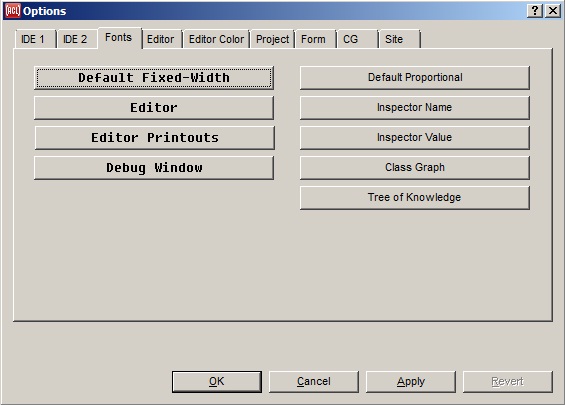 ACL Options
IDE 1 IDE 2 Fonts Editor Editor Color Project Form CG Site
Default Fixed-Width Default Proportional
Editor Inspector Name
Editor Printouts Inspector Value
Debug Window Class Graph
Tree of Knowledge
OK Cancel Apply Revert